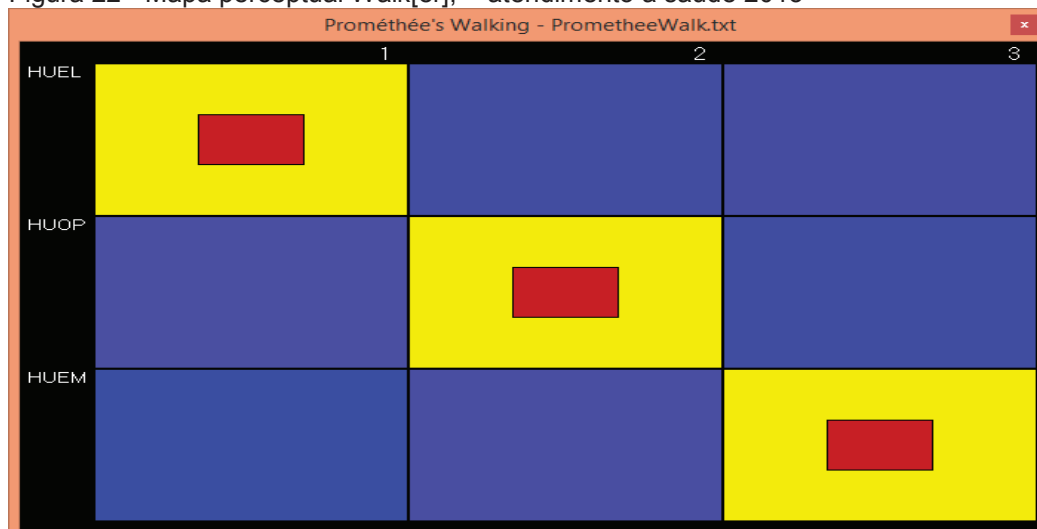 Prométhée's Walking - PrometheeWalk.txt
x
1 2 3
HUEL
HUOP
HUEM